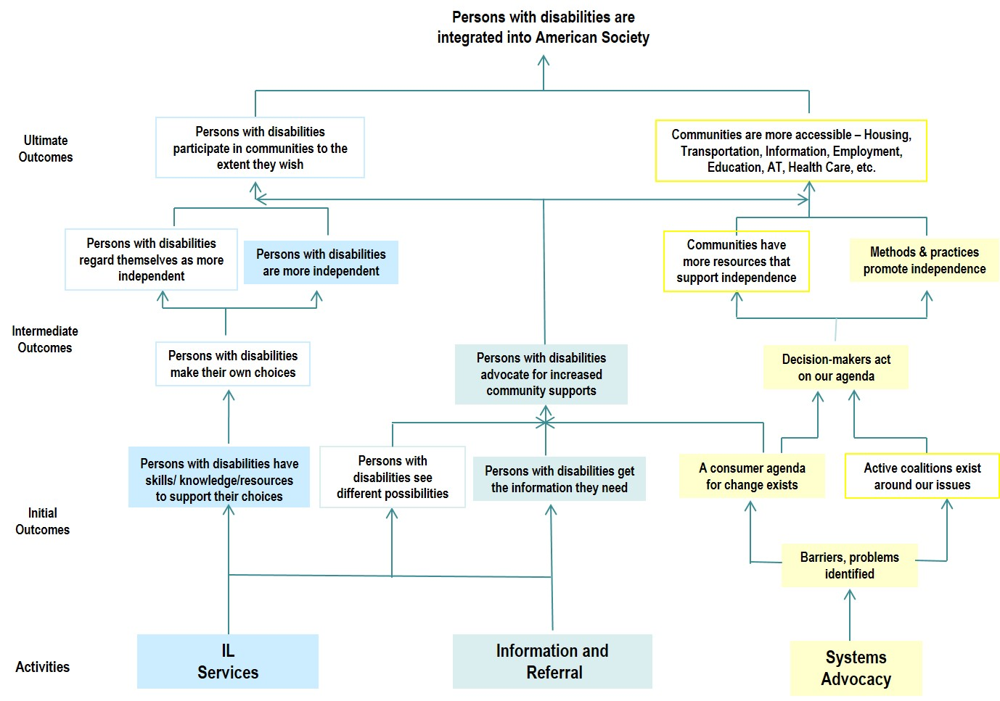 Persons with disabilities are
integrated into American Society
Ultimate
Outcomes
Persons with disabilities
participate in communities to the
extent they wish
Communities are more accessible – Housing,
Transportation, Information, Employment,
Education, AT, Health Care, etc.
Persons with disabilities
regard themselves as more
independent
Persons with disabilities
are more independent
Communities have
more resources that
support independence
Methods & practices
promote independence
Intermediate
Outcomes
Persons with disabilities
make their own choices
Persons with disabilities
advocate for increased
community supports
Decision-makers act
on our agenda
Initial
Outcomes
Persons with disabilities have
skills/ knowledge/resources
to support their choices
Persons with
disabilities see
different possibilities
Persons with disabilities get
the information they need
A consumer agenda
for change exists
Active coalitions exist
around our issues
Barriers, problems
identified
Activities
IL
Services
Information and
Referral
Systems
Advocacy